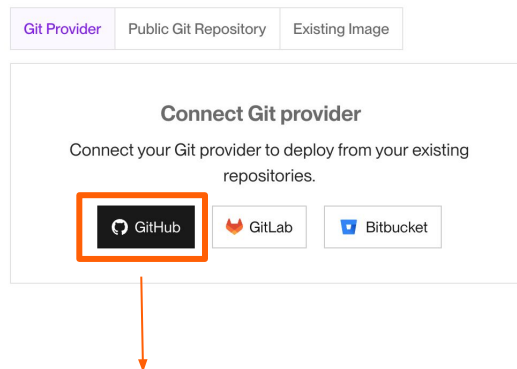 Git Provider
Public Git Repository
Existing Image
Connect Git provider
Connect your Git provider to deploy from your existing
repositories.
GitHub
GitLab
Bitbucket